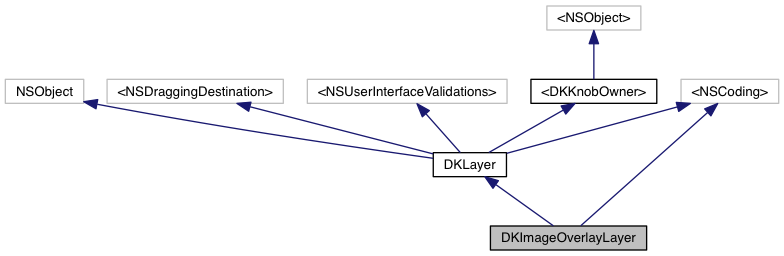 <NSObject>
NSObject
<NSDraggingDestination>
<NSUserInterfaceValidations>
<DKKnobOwner>
<NSCoding>
DKLayer
DKImageOverlayLayer